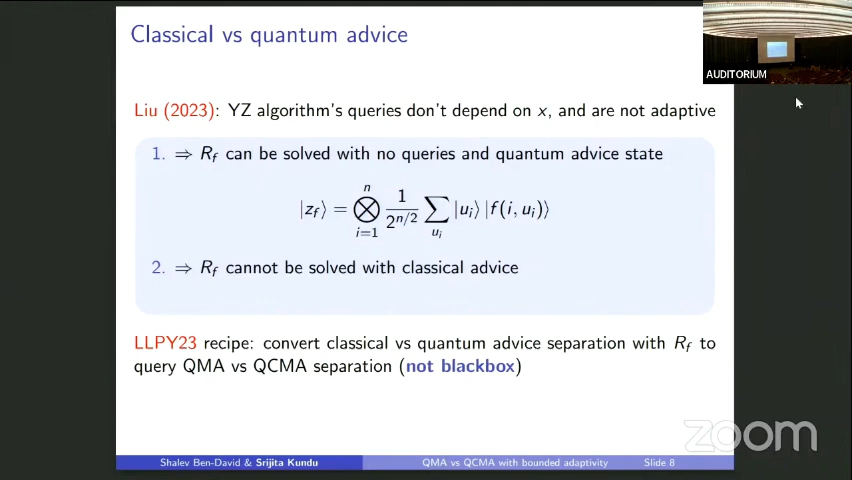 Classical vs quantum advice
AUDITORIUM
Liu (2023): YZ algorithm's queries don't depend on x, and are not adaptive
1. ⇒ R_f can be solved with no queries and quantum advice state
|z_f⟩ = ⊗_{i=1}^{n} 1/2^{n/2} ∑_{u_i} |u_i⟩ |f(i, u_i)⟩
2. ⇒ R_f cannot be solved with classical advice
LLPY23 recipe: convert classical vs quantum advice separation with R_f to
query QMA vs QCMA separation (not blackbox)
zoom
Shalev Ben-David & Srijita Kundu QMA vs QCMA with bounded adaptivity Slide 8